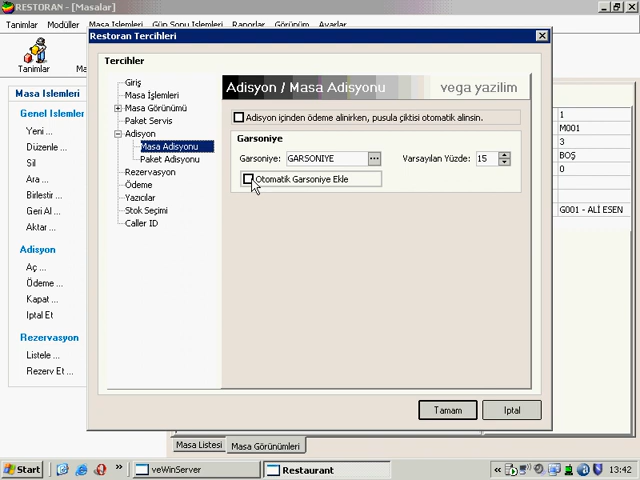 RESTORAN - [Masalar]
Tanimlar Modüller Masa Islemleri Gün Sonu Islemleri Raporlar Görünüm Ayarlar
Tanimlar Mas
Masa Islemleri
Genel Islemler
Yeni ...
Düzenle ...
Sil
Ara ...
Birlestir ...
Geri Al ...
Aktar ...
Adisyon
Aç ...
Ödeme ...
Kapat ...
Iptal Et
Rezervasyon
Listele ...
Rezerv Et ...
Restoran Tercihleri
Tercihler
Giriş
Masa İşlemleri
Masa Görünümü
Paket Servis
Adisyon
Masa Adisyonu
Paket Adisyonu
Rezervasyon
Ödeme
Yazıcılar
Stok Seçimi
Caller ID
Adisyon / Masa Adisyonu
vega yazilim
Adisyon içinden ödeme alinirken, pusula çiktisi otomatik alinsin.
Garsoniye
Garsoniye: GARSONIYE ... Varsayılan Yüzde: 15
Otomatik Garsoniye Ekle
Tamam Iptal
1
M001
3
BOŞ
0
G001 - ALİ ESEN
Masa Listesi Masa Görünümleri
Start » veWinServer Restaurant « 13:42